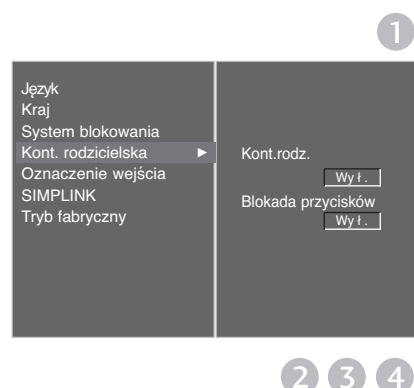 1
Język
Kraj
System blokowania
Kont. rodzicielska ►
Oznaczenie wejścia
SIMPLINK
Tryb fabryczny
Kont.rodz.
Wył.
Blokada przycisków
Wył.
2 3 4